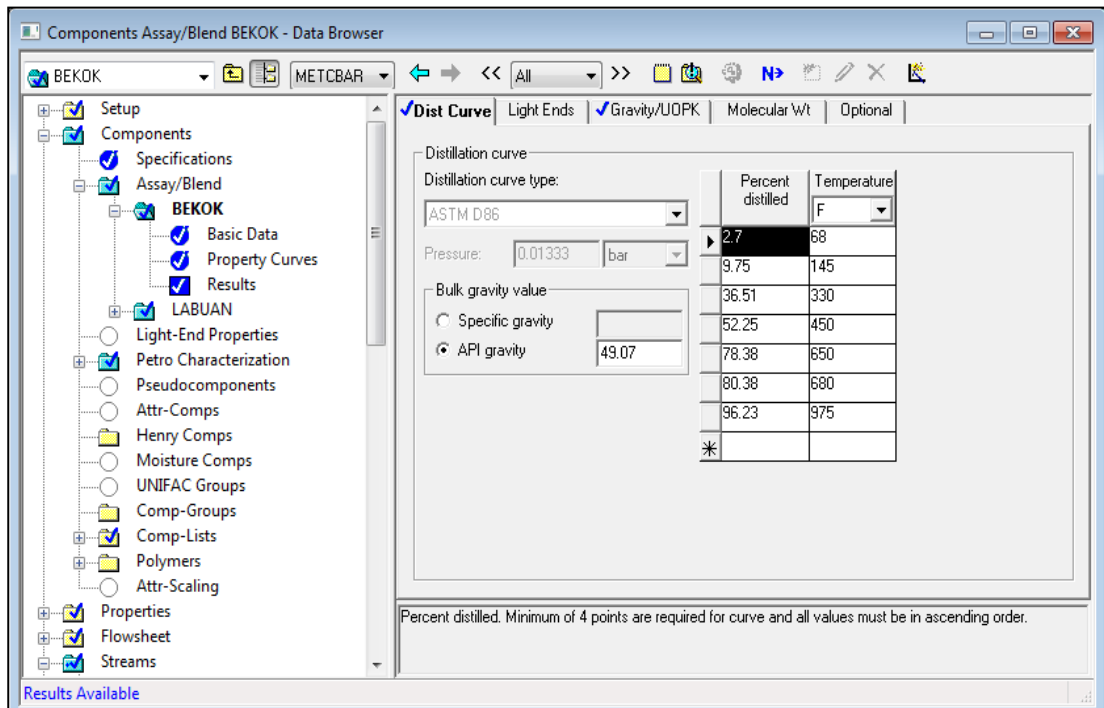 Components Assay/Blend BEKOK - Data Browser
BEKOK METCBAR << All >> N>
Setup
Components
Specifications
Assay/Blend
BEKOK
Basic Data
Property Curves
Results
LABUAN
Light-End Properties
Petro Characterization
Pseudocomponents
Attr-Comps
Henry Comps
Moisture Comps
UNIFAC Groups
Comp-Groups
Comp-Lists
Polymers
Attr-Scaling
Properties
Flowsheet
Streams
Dist Curve Light Ends Gravity/UOPK Molecular Wt Optional
Distillation curve
Distillation curve type:
ASTM D86
Pressure: 0.01333 bar
Bulk gravity value
Specific gravity
API gravity 49.07
Percent distilled Temperature
F
2.7 68
9.75 145
36.51 330
52.25 450
78.38 650
80.38 680
96.23 975
Percent distilled. Minimum of 4 points are required for curve and all values must be in ascending order.
Results Available